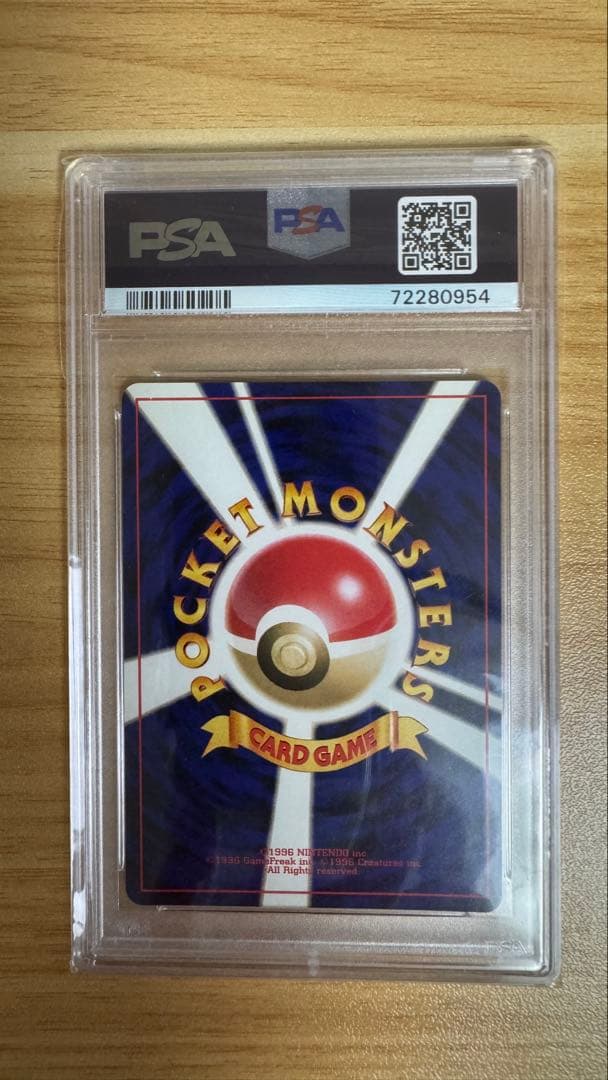 PSA PSA
72280954
POCKET MONSTERS
CARD GAME
©1996 NINTENDO inc.
©1996 GameFreak inc. © 1996 Creatures inc.
All Rights reserved.
PSA